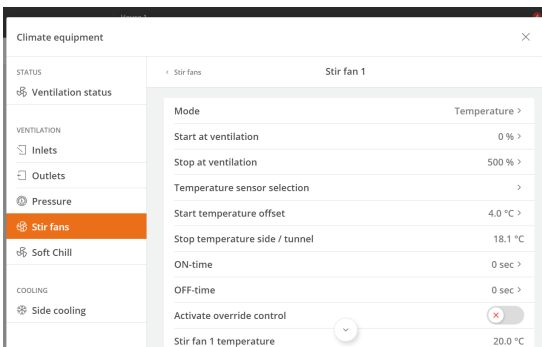 Climate equipment
STATUS
Ventilation status
VENTILATION
Inlets
Outlets
Pressure
Stir fans
Soft Chill
COOLING
Side cooling
Stir fans
Stir fan 1
Mode Temperature
Start at ventilation 0 %
Stop at ventilation 500 %
Temperature sensor selection
Start temperature offset 4.0 °C
Stop temperature side / tunnel 18.1 °C
ON-time 0 sec
OFF-time 0 sec
Activate override control
Stir fan 1 temperature 20.0 °C